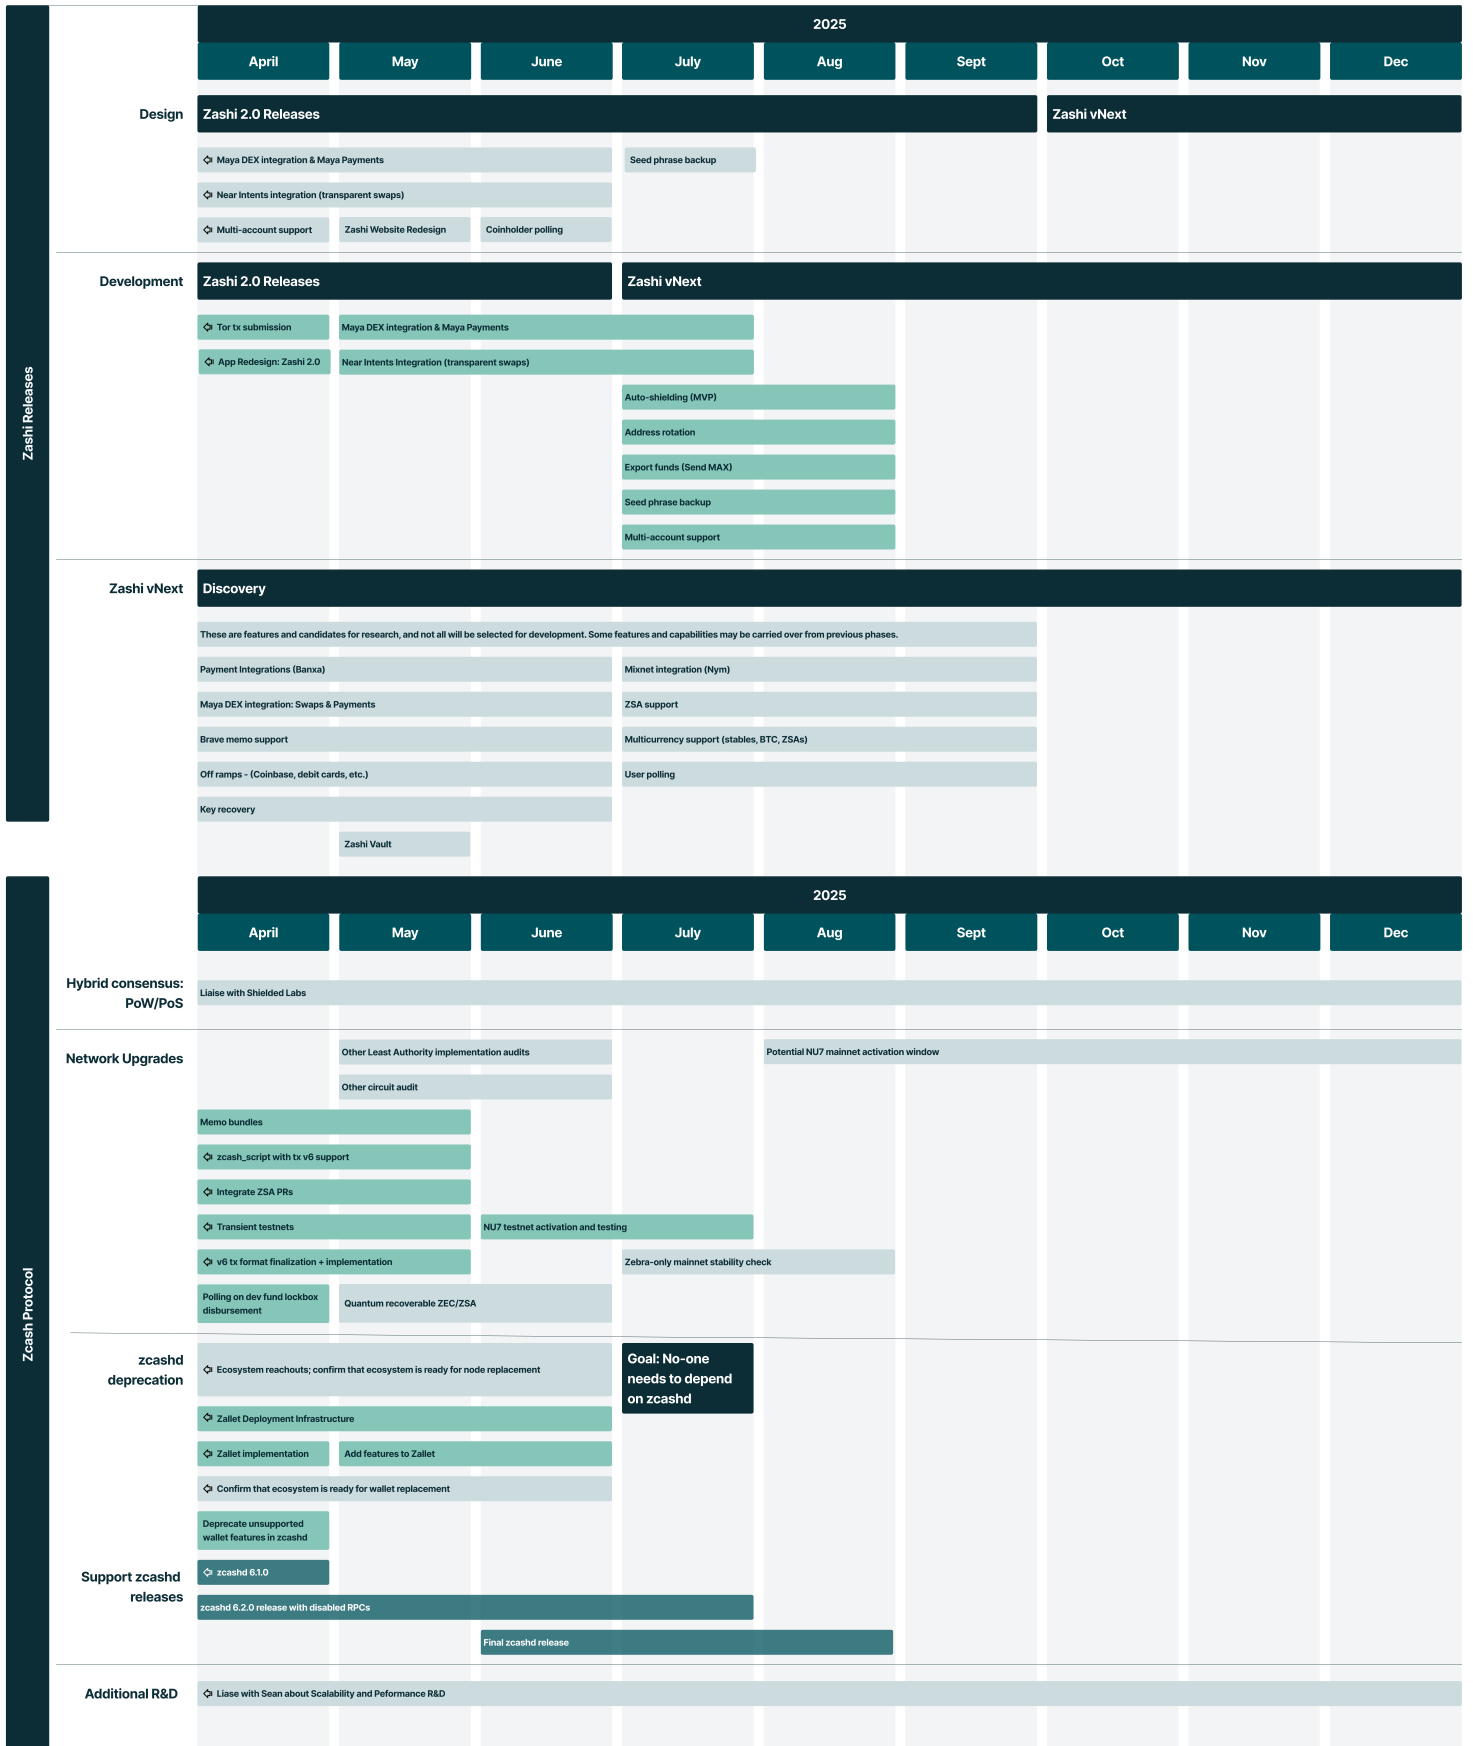 Zashi Releases
2025
April
May
June
July
Aug
Sept
Oct
Nov
Dec
Design
Zashi 2.0 Releases
Zashi vNext
Maya DEX integration & Maya Payments
Seed phrase backup
Near Intents integration (transparent swaps)
Multi-account support
Zashi Website Redesign
Coinholder polling
Development
Zashi 2.0 Releases
Zashi vNext
Tor tx submission
Maya DEX integration & Maya Payments
App Redesign: Zashi 2.0
Near Intents Integration (transparent swaps)
Auto-shielding (MVP)
Address rotation
Export funds (Send MAX)
Seed phrase backup
Multi-account support
Zashi vNext
Discovery
These are features and candidates for research, and not all will be selected for development. Some features and capabilities may be carried over from previous phases.
Payment Integrations (Banxa)
Mixnet integration (Nym)
Maya DEX integration: Swaps & Payments
ZSA support
Brave memo support
Multicurrency support (stables, BTC, ZSAs)
Off ramps - (Coinbase, debit cards, etc.)
User polling
Key recovery
Zashi Vault
Zcash Protocol
2025
April
May
June
July
Aug
Sept
Oct
Nov
Dec
Hybrid consensus:
PoW/PoS
Liaise with Shielded Labs
Network Upgrades
Other Least Authority implementation audits
Potential NU7 mainnet activation window
Other circuit audit
Memo bundles
zcash_script with tx v6 support
Integrate ZSA PRs
Transient testnets
NU7 testnet activation and testing
v6 tx format finalization + implementation
Zebra-only mainnet stability check
Polling on dev fund lockbox
disbursement
Quantum recoverable ZEC/ZSA
zcashd
deprecation
Ecosystem reachouts; confirm that ecosystem is ready for node replacement
Goal: No-one
needs to depend
on zcashd
Zallet Deployment Infrastructure
Zallet implementation
Add features to Zallet
Confirm that ecosystem is ready for wallet replacement
Deprecate unsupported
wallet features in zcashd
Support zcashd
releases
zcashd 6.1.0
zcashd 6.2.0 release with disabled RPCs
Final zcashd release
Additional R&D
Liase with Sean about Scalability and Peformance R&D